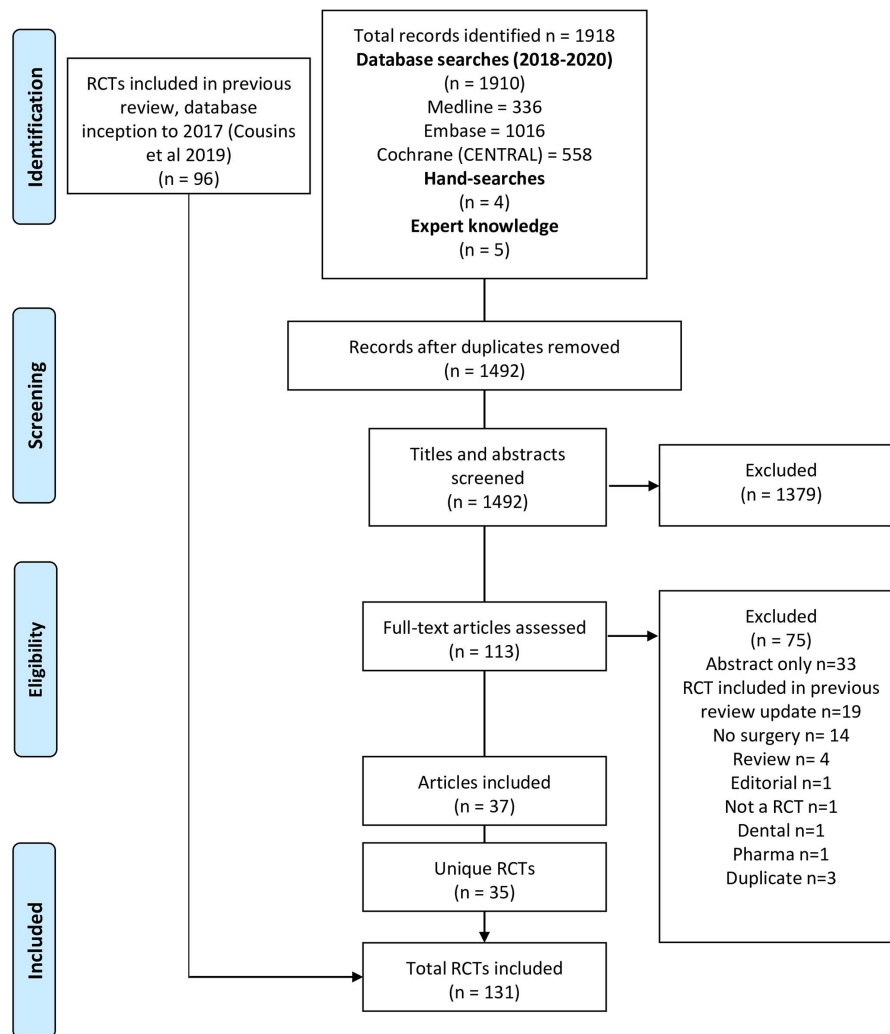 Identification
RCTs included in previous
review, database
inception to 2017 (Cousins
et al 2019)
(n = 96)
Total records identified n = 1918
Database searches (2018-2020)
(n = 1910)
Medline = 336
Embase = 1016
Cochrane (CENTRAL) = 558
Hand-searches
(n = 4)
Expert knowledge
(n = 5)
Screening
Records after duplicates removed
(n = 1492)
Titles and abstracts
screened
(n = 1492)
Excluded
(n = 1379)
Eligibility
Full-text articles assessed
(n = 113)
Excluded
(n = 75)
Abstract only n=33
RCT included in previous
review update n=19
No surgery n= 14
Review n= 4
Editorial n=1
Not a RCT n=1
Dental n=1
Pharma n=1
Duplicate n=3
Articles included
(n = 37)
Included
Unique RCTs
(n = 35)
Total RCTs included
(n = 131)